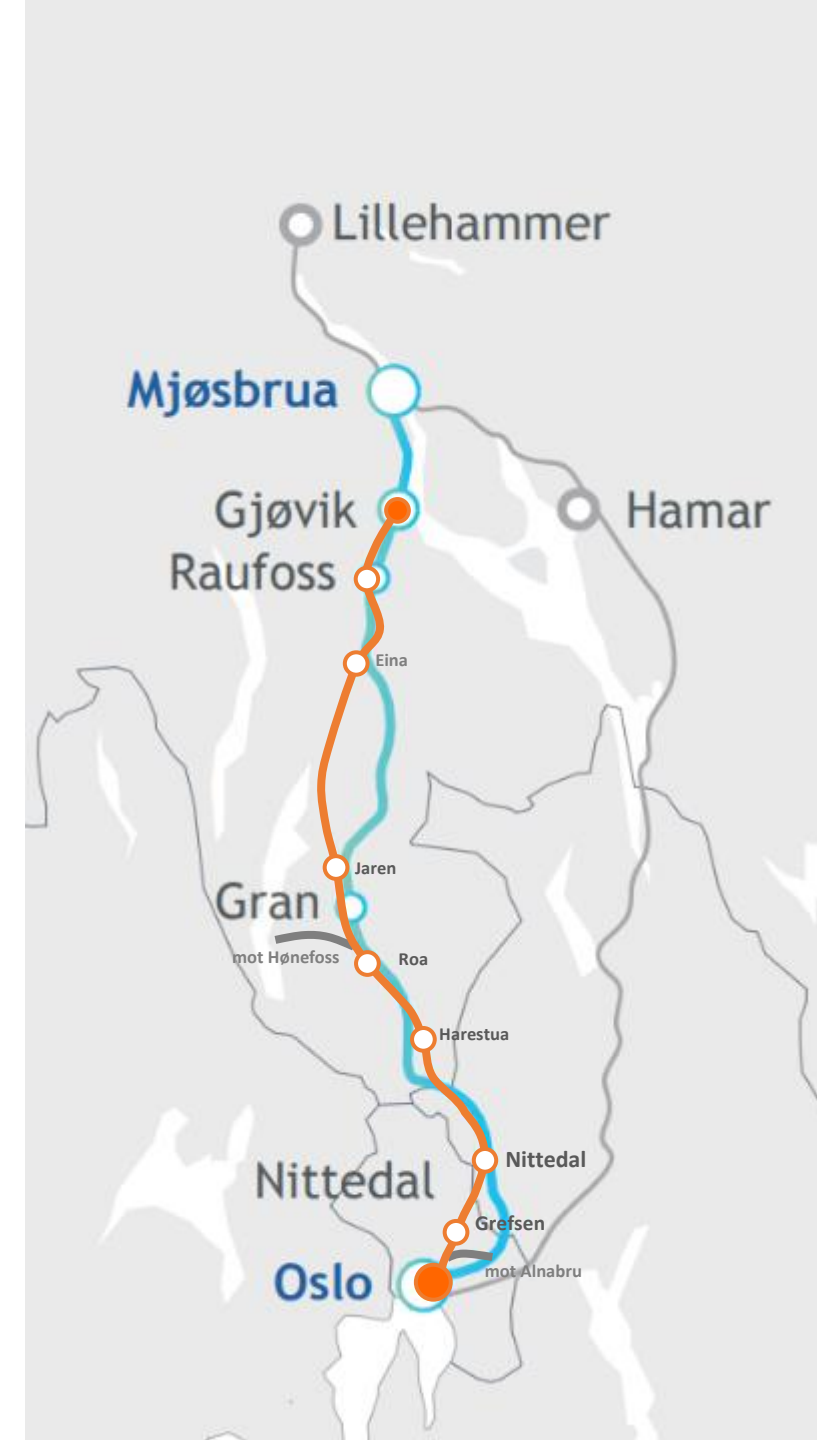 Lillehammer
Mjøsbrua
Gjøvik
Hamar
Raufoss
Eina
Jaren
Gran
mot Hønefoss
Roa
Harestua
Nittedal
Nittedal
Grefsen
mot Alnabru
Oslo